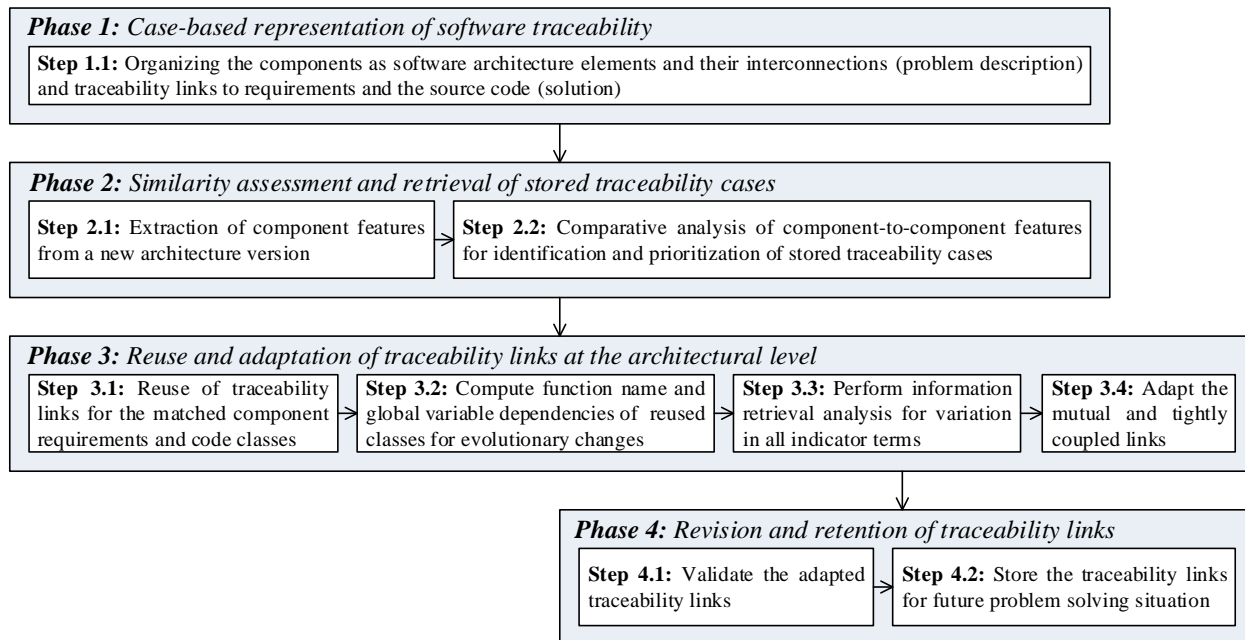 Phase 1: Case-based representation of software traceability
Step 1.1: Organizing the components as software architecture elements and their interconnections (problem description)
and traceability links to requirements and the source code (solution)
Phase 2: Similarity assessment and retrieval of stored traceability cases
Step 2.1: Extraction of component features
from a new architecture version
Step 2.2: Comparative analysis of component-to-component features
for identification and prioritization of stored traceability cases
Phase 3: Reuse and adaptation of traceability links at the architectural level
Step 3.1: Reuse of traceability
links for the matched component
requirements and code classes
Step 3.2: Compute function name and
global variable dependencies of reused
classes for evolutionary changes
Step 3.3: Perform information
retrieval analysis for variation
in all indicator terms
Step 3.4: Adapt the
mutual and tightly
coupled links
Phase 4: Revision and retention of traceability links
Step 4.1: Validate the adapted
traceability links
Step 4.2: Store the traceability links
for future problem solving situation